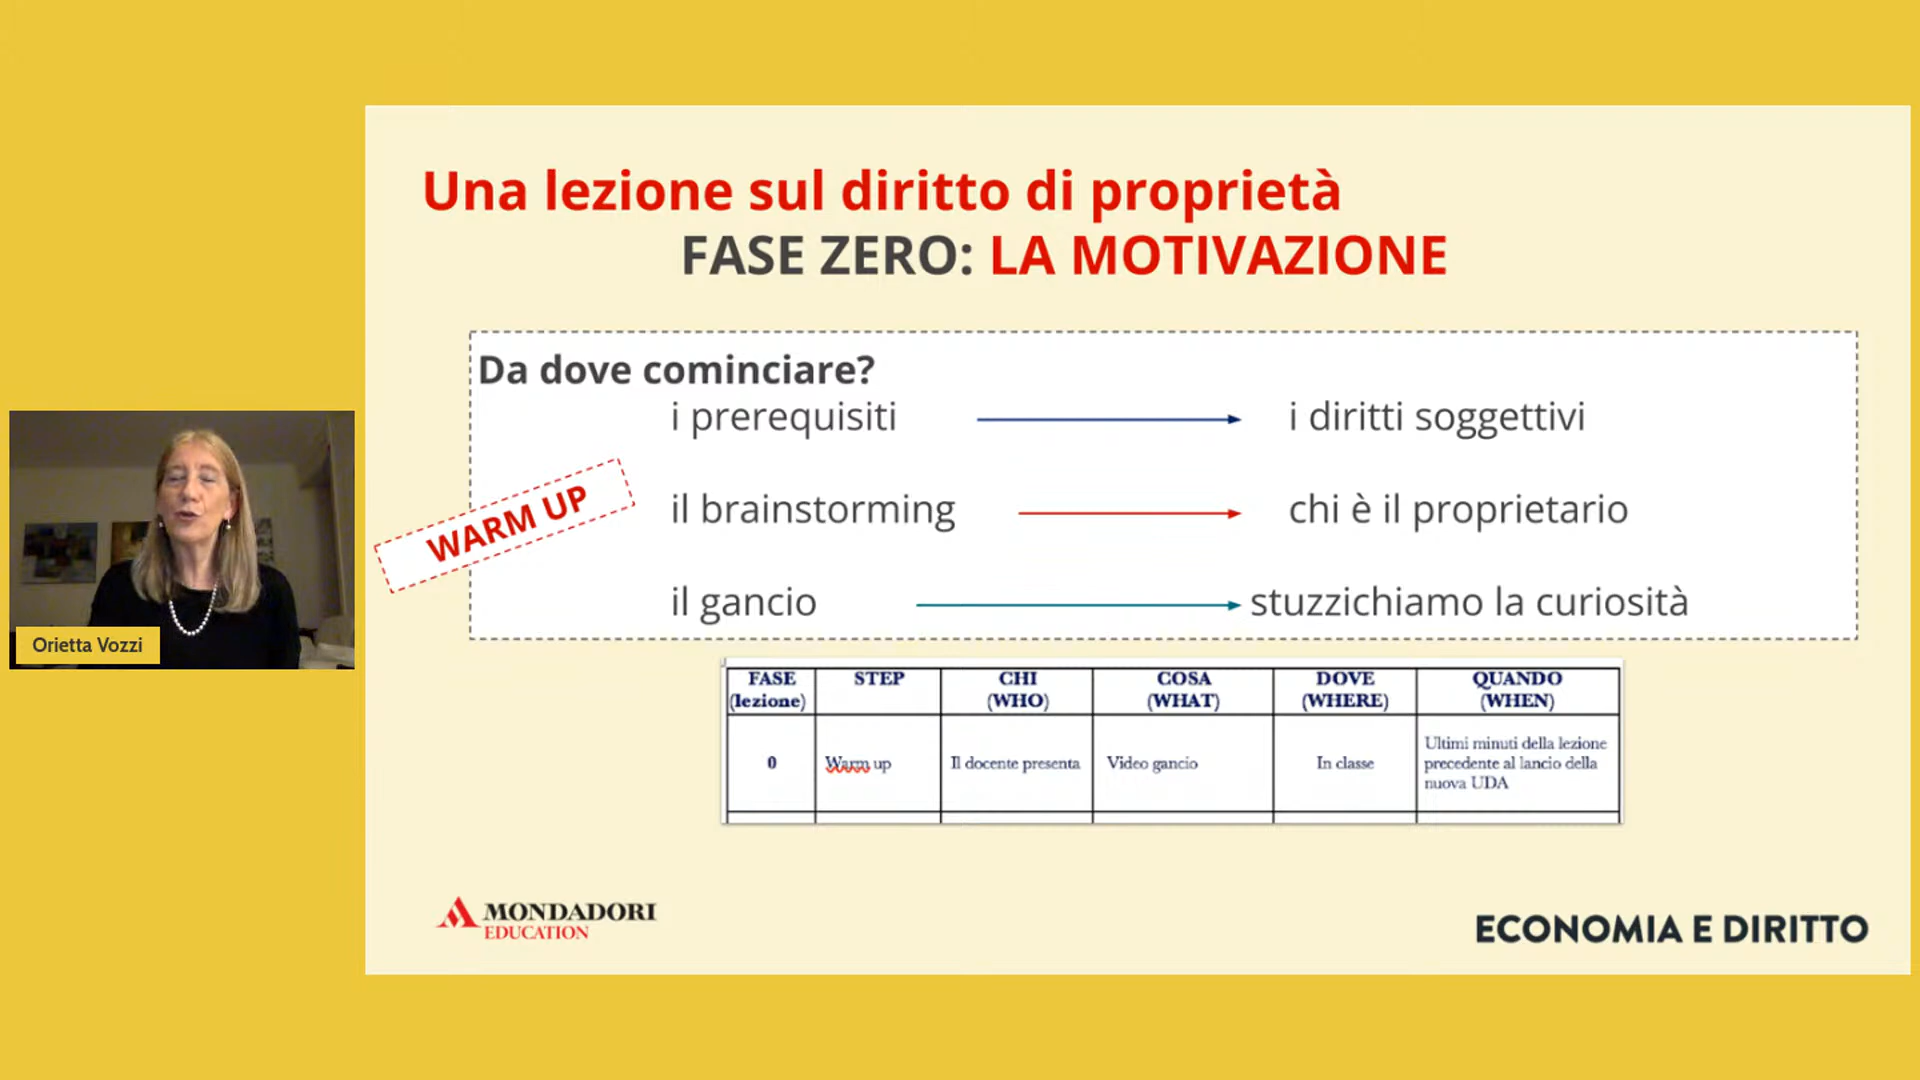 Una lezione sul diritto di proprietà
FASE ZERO: LA MOTIVAZIONE
Da dove cominciare?
i prerequisiti i diritti soggettivi
WARM UP
il brainstorming chi è il proprietario
il gancio stuzzichiamo la curiosità
Orietta Vozzi
FASE STEP CHI COSA DOVE QUANDO
(lezione) (WHO) (WHAT) (WHERE) (WHEN)
0 Warm up Il docente presenta Video gancio In classe Ultimi minuti della lezione
precedente al lancio della
nuova UDA
MONDADORI
EDUCATION
ECONOMIA E DIRITTO